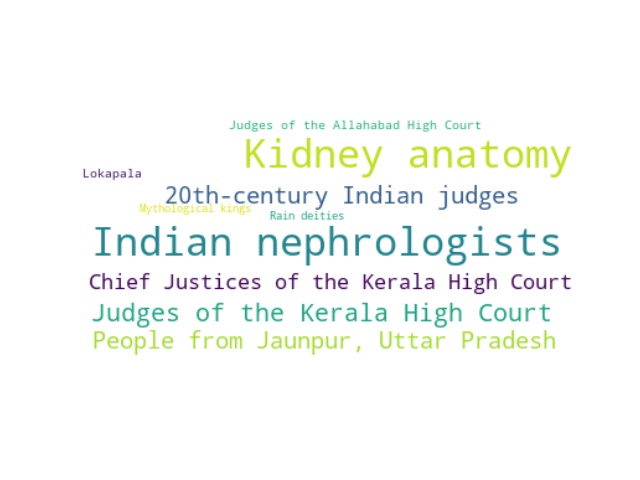 Judges of the Allahabad High Court
Kidney anatomy
Lokapala
20th-century Indian judges
Mythological kings
Rain deities
Indian nephrologists
Chief Justices of the Kerala High Court
Judges of the Kerala High Court
People from Jaunpur, Uttar Pradesh